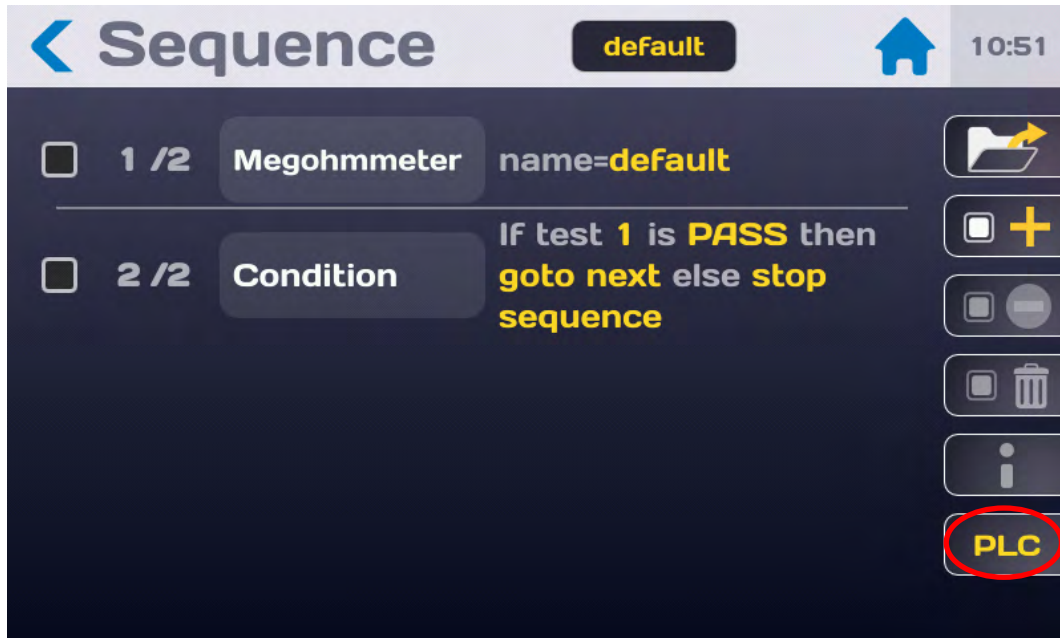 Sequence
default
10:51
1 /2
Megohmmeter
name=default
2 /2
Condition
If test 1 is PASS then
goto next else stop
sequence
PLC